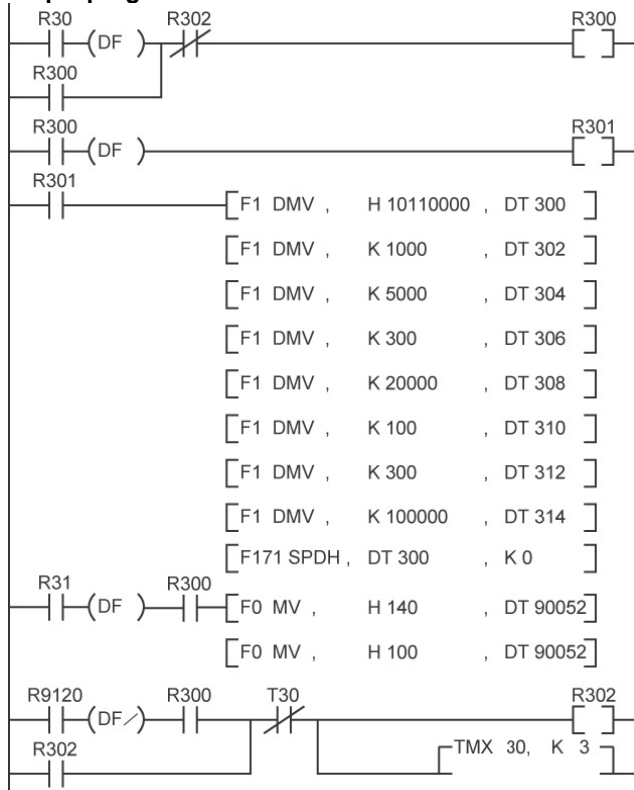 R30 R302 R300
(DF )
R300
R300 R301
(DF )
R301
[F1 DMV , H 10110000 , DT 300 ]
[F1 DMV , K 1000 , DT 302 ]
[F1 DMV , K 5000 , DT 304 ]
[F1 DMV , K 300 , DT 306 ]
[F1 DMV , K 20000 , DT 308 ]
[F1 DMV , K 100 , DT 310 ]
[F1 DMV , K 300 , DT 312 ]
[F1 DMV , K 100000 , DT 314 ]
[F171 SPDH , DT 300 , K 0 ]
R31 R300
(DF ) [F0 MV , H 140 , DT 90052]
[F0 MV , H 100 , DT 90052]
R9120 R300 T30 R302
(DF/)
R302 TMX 30, K 3